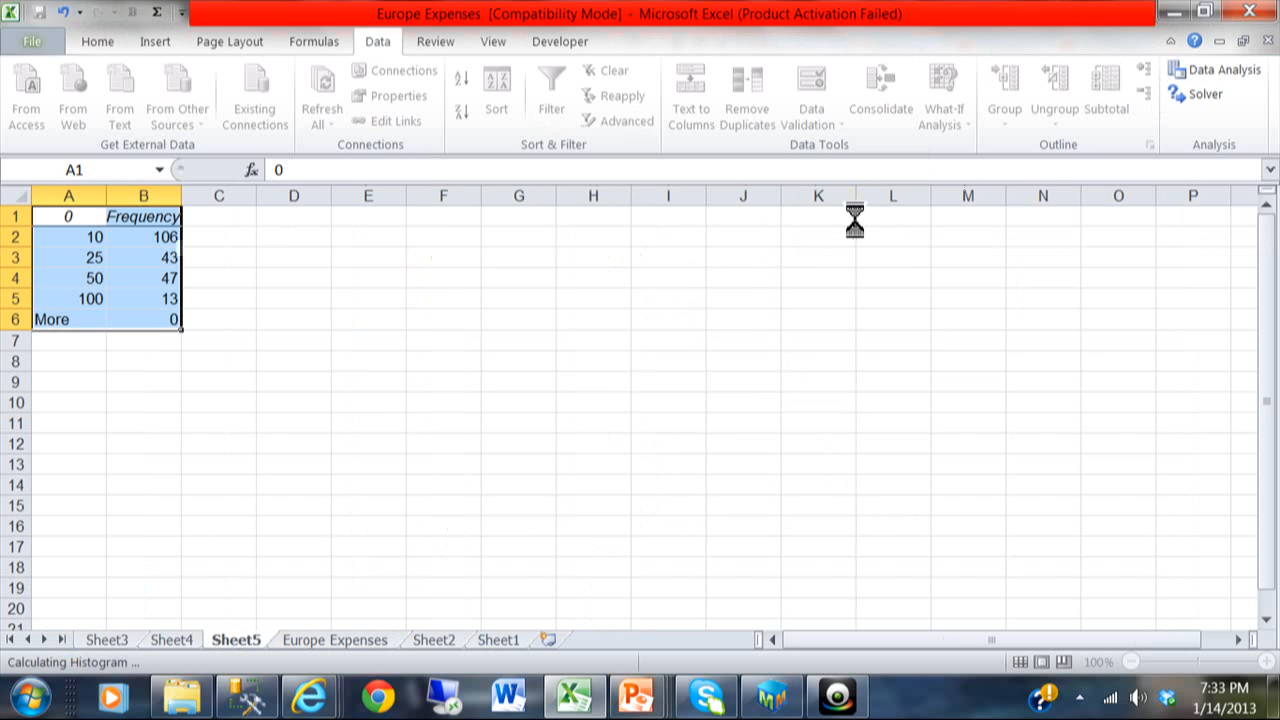 Europe Expenses [Compatibility Mode] - Microsoft Excel (Product Activation Failed)
File Home Insert Page Layout Formulas Data Review View Developer
From Access
From Web
From Text
From Other Sources
Existing Connections
Get External Data
Refresh All
Connections
Properties
Edit Links
Connections
Sort
Filter
Clear
Reapply
Advanced
Sort & Filter
Text to Columns
Remove Duplicates
Data Validation
Consolidate
What-If Analysis
Data Tools
Group
Ungroup
Subtotal
Outline
Data Analysis
Solver
Analysis
A1 fx 0
A B C D E F G H I J K L M N O P
1 0 Frequency
2 10 106
3 25 43
4 50 47
5 100 13
6 More 0
7
8
9
10
11
12
13
14
15
16
17
18
19
20
21
Sheet3 Sheet4 Sheet5 Europe Expenses Sheet2 Sheet1
Calculating Histogram ... 100%
7:33 PM
1/14/2013